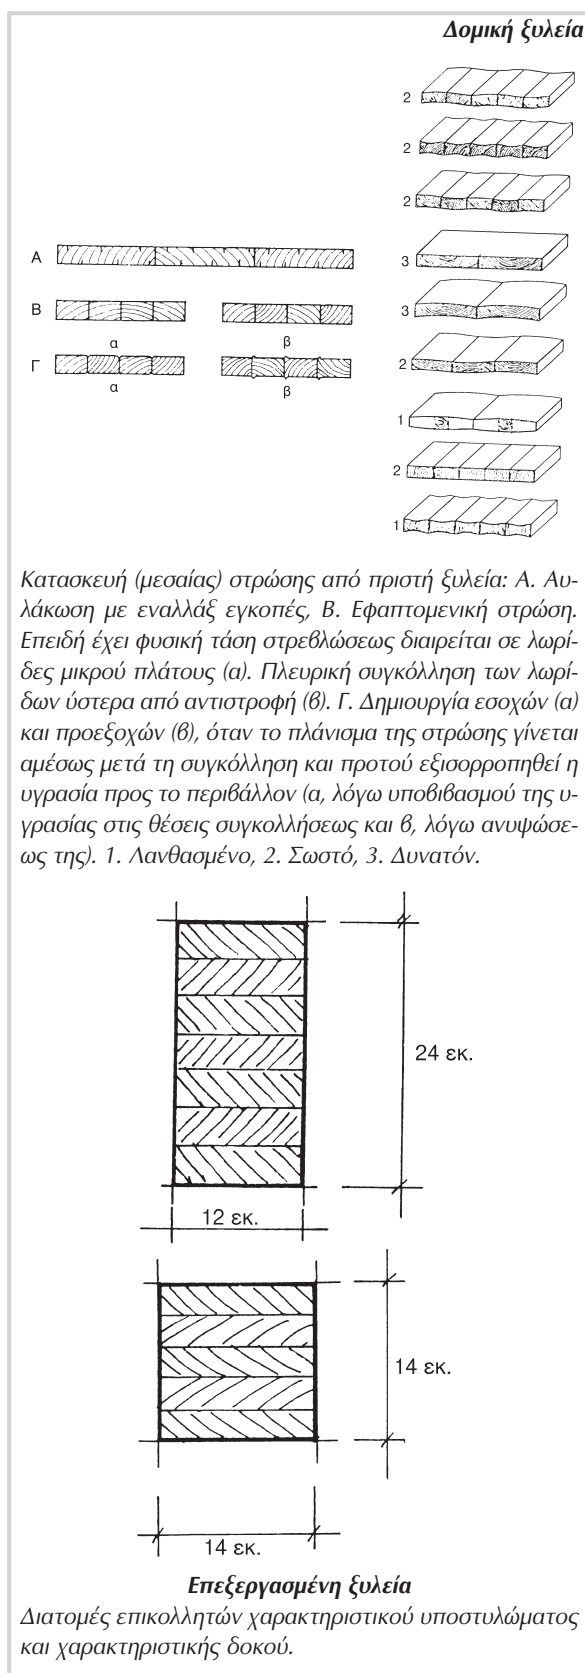 Δομική ξυλεία
2
2
2
Α
3
Β
3
α
β
Γ
2
α
β
1
2
1
Κατασκευή (μεσαίας) στρώσης από πριστή ξυλεία: Α. Αυ-
λάκωση με εναλλάξ εγκοπές, Β. Εφαπτομενική στρώση.
Επειδή έχει φυσική τάση στρεβλώσεως διαιρείται σε λωρί-
δες μικρού πλάτους (α). Πλευρική συγκόλληση των λωρί-
δων ύστερα από αντιστροφή (β). Γ. Δημιουργία εσοχών (α)
και προεξοχών (β), όταν το πλάνισμα της στρώσης γίνεται
αμέσως μετά τη συγκόλληση και προτού εξισορροπηθεί η
υγρασία προς το περιβάλλον (α, λόγω υποβιβασμού της υ-
γρασίας στις θέσεις συγκολλήσεως και β, λόγω ανυψώσε-
ως της). 1. Λανθασμένο, 2. Σωστό, 3. Δυνατόν.
24 εκ.
12 εκ.
14 εκ.
14 εκ.
Επεξεργασμένη ξυλεία
Διατομές επικολλητών χαρακτηριστικού υποστυλώματος
και χαρακτηριστικής δοκού.